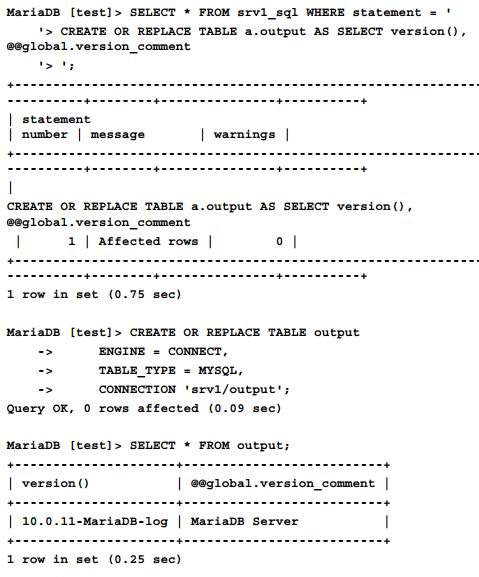 MariaDB [test]> SELECT * FROM srv1_sql WHERE statement = '
    '> CREATE OR REPLACE TABLE a.output AS SELECT version(),
@@global.version_comment
    '> ';
+--------------------------------------------------------------
----------+--------+---------------+----------+
| statement
| number | message       | warnings |
+--------------------------------------------------------------
----------+--------+---------------+----------+
|
CREATE OR REPLACE TABLE a.output AS SELECT version(),
@@global.version_comment
 |      1 | Affected rows |        0 |
+--------------------------------------------------------------
----------+--------+---------------+----------+
1 row in set (0.75 sec)

MariaDB [test]> CREATE OR REPLACE TABLE output
    ->      ENGINE = CONNECT,
    ->      TABLE_TYPE = MYSQL,
    ->      CONNECTION 'srv1/output';
Query OK, 0 rows affected (0.09 sec)

MariaDB [test]> SELECT * FROM output;
+---------------------+--------------------------+
| version()           | @@global.version_comment |
+---------------------+--------------------------+
| 10.0.11-MariaDB-log | MariaDB Server           |
+---------------------+--------------------------+
1 row in set (0.25 sec)